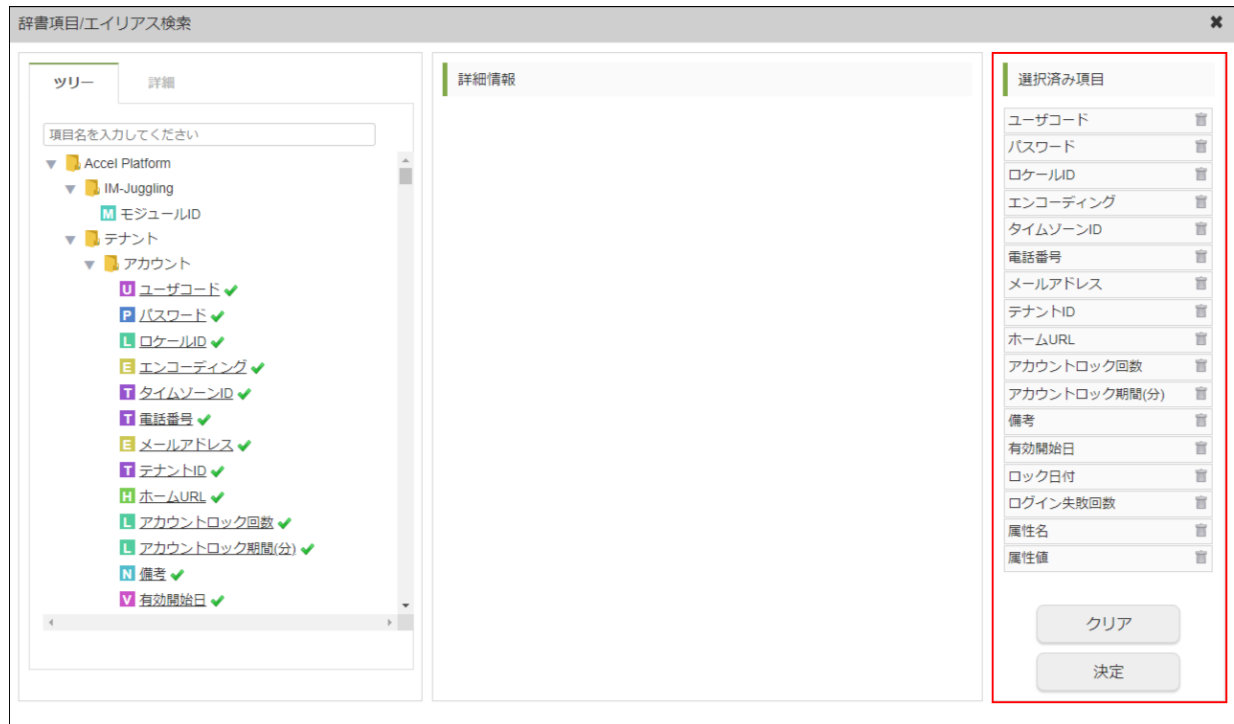 辞書項目/エイリアス検索
✖
ツリー
詳細
項目名を入力してください
Accel Platform
IM-Juggling
M モジュールID
テナント
アカウント
U ユーザコード
P パスワード
L ロケールID
E エンコーディング
T タイムゾーンID
T 電話番号
E メールアドレス
T テナントID
H ホームURL
L アカウントロック回数
L アカウントロック期間(分)
N 備考
V 有効開始日
詳細情報
選択済み項目
ユーザコード
パスワード
ロケールID
エンコーディング
タイムゾーンID
電話番号
メールアドレス
テナントID
ホームURL
アカウントロック回数
アカウントロック期間(分)
備考
有効開始日
ロック日付
ログイン失敗回数
属性名
属性値
クリア
決定